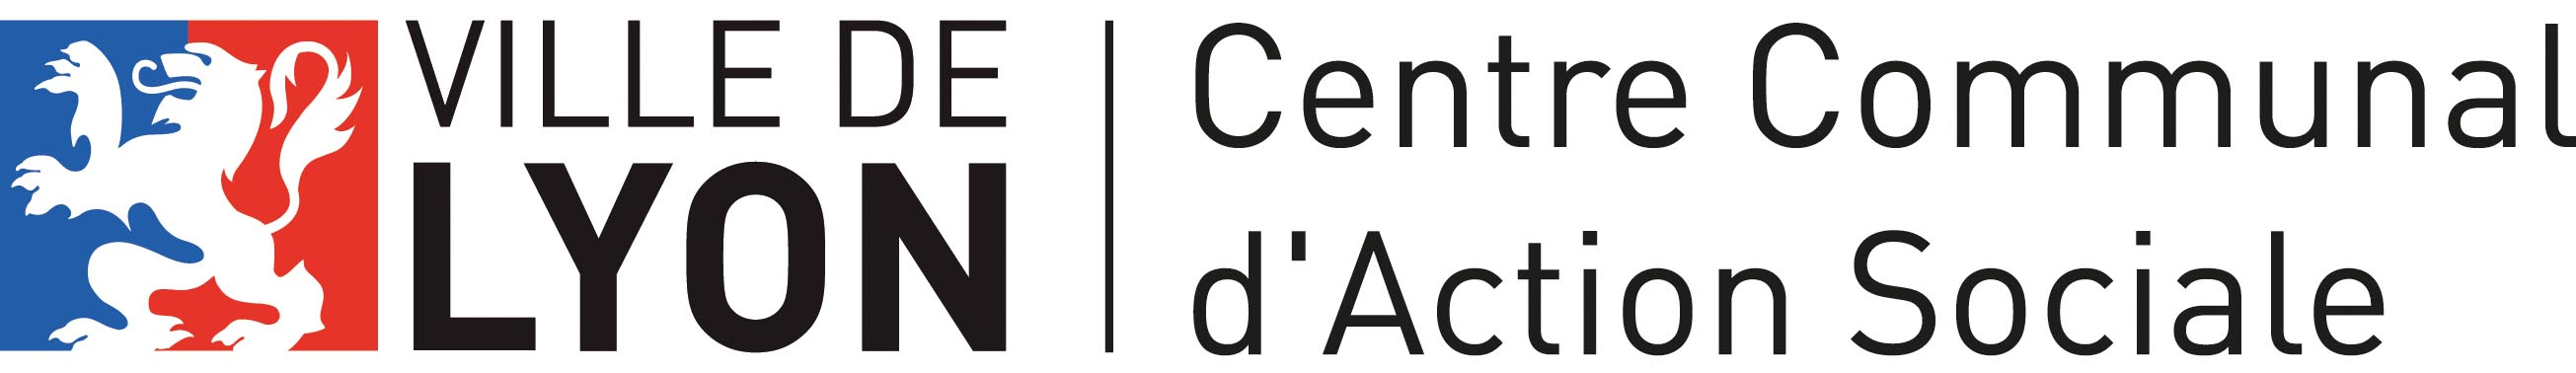 VILLE DE
LYON
Centre Communal
d'Action Sociale